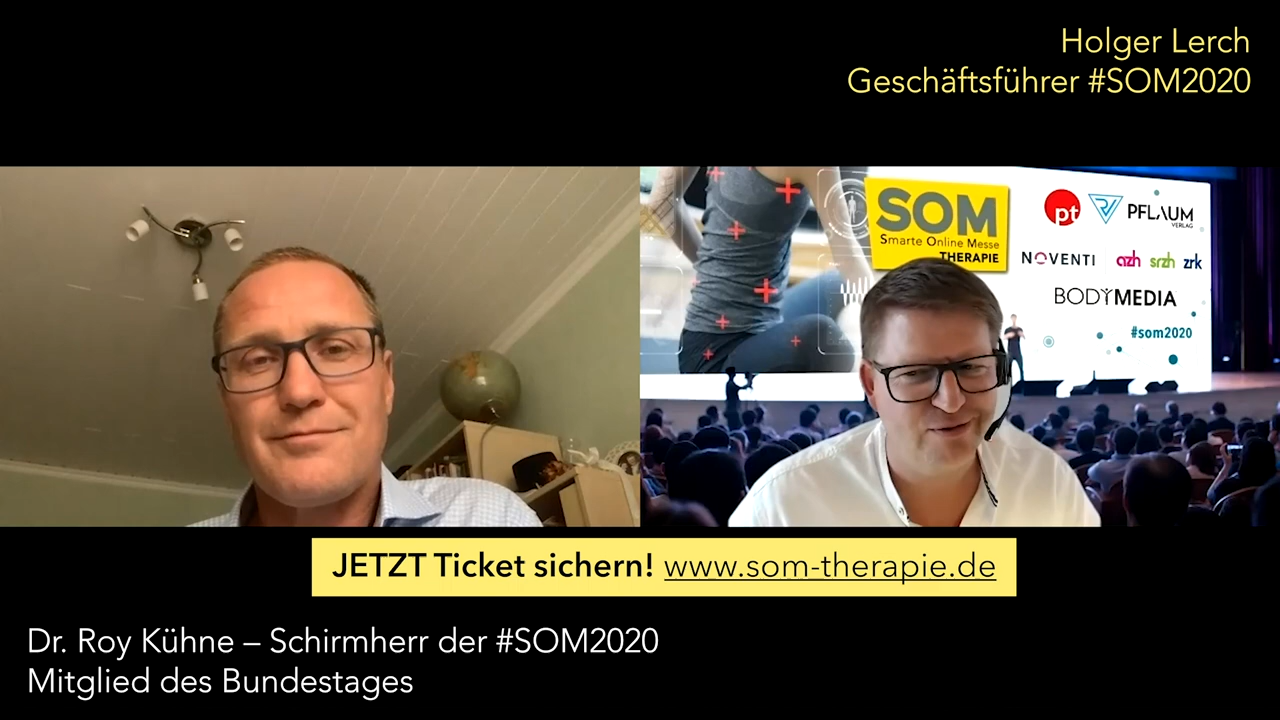 Holger Lerch
Geschäftsführer #SOM2020
SOM
Smarte Online Messe
THERAPIE
pt
PFLAUM
VERLAG
NOVENTI
azh srzh zrk
BODYMEDIA
#som2020
JETZT Ticket sichern! www.som-therapie.de
Dr. Roy Kühne – Schirmherr der #SOM2020
Mitglied des Bundestages